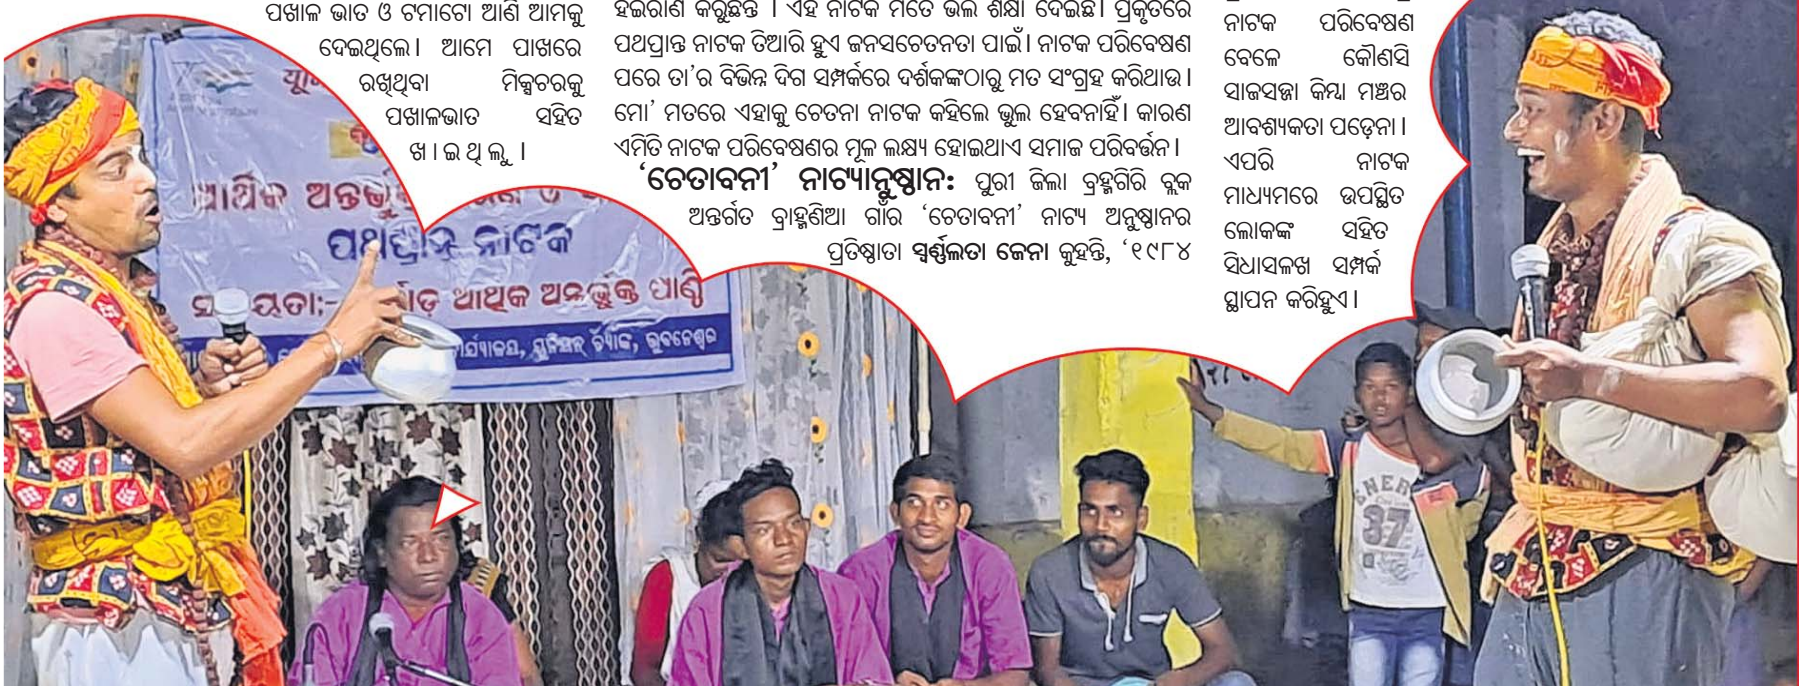 ପଖାଳ ଭାତ ଓ ଟମାଟୋ ଆଣି ଆମକୁ
ଦେଇଥିଲେ। ଆମେ ପାଖରେ
ରଖିଥିବା ମିକ୍ସଚରକୁ
ପଖାଳଭାତ ସହିତ
ଖାଇଥିଲୁ।
ହଇରାଣ କରୁଛନ୍ତି । ଏହି ନାଟକ ମତେ ଭଲ ଶିକ୍ଷା ଦେଇଛି। ପ୍ରକୃତରେ
ପଥପ୍ରାନ୍ତ ନାଟକ ତିଆରି ହୁଏ ଜନସଚେତନତା ପାଇଁ। ନାଟକ ପରିବେଷଣ
ପରେ ତା'ର ବିଭିନ୍ନ ଦିଗ ସମ୍ପର୍କରେ ଦର୍ଶକଙ୍କଠାରୁ ମତ ସଂଗ୍ରହ କରିଥାଉ।
ମୋ' ମତରେ ଏହାକୁ ଚେତନା ନାଟକ କହିଲେ ଭୁଲ ହେବନାହିଁ। କାରଣ
ଏମିତି ନାଟକ ପରିବେଷଣର ମୂଳ ଲକ୍ଷ୍ୟ ହୋଇଥାଏ ସମାଜ ପରିବର୍ତ୍ତନ।
'ଚେତାବନୀ' ନାଟ୍ୟାନୁଷ୍ଠାନ: ପୁରୀ ଜିଲା ବ୍ରହ୍ମଗିରି ବ୍ଲକ
ଅନ୍ତର୍ଗତ ବ୍ରାହ୍ମଣିଆ ଗାଁର 'ଚେତାବନୀ' ନାଟ୍ୟ ଅନୁଷ୍ଠାନର
ପ୍ରତିଷ୍ଠାତା ସ୍ୱର୍ଣ୍ଣଲତା ଜେନା କୁହନ୍ତି, '୧୯୮୪
ନାଟକ ପରିବେଷଣ
ବେଳେ କୌଣସି
ସାଜସଜ୍ଜା କିମ୍ବା ମଞ୍ଚର
ଆବଶ୍ୟକତା ପଡ଼େନା।
ଏପରି ନାଟକ
ମାଧ୍ୟମରେ ଉପସ୍ଥିତ
ଲୋକଙ୍କ ସହିତ
ସିଧାସଳଖ ସମ୍ପର୍କ
ସ୍ଥାପନ କରିହୁଏ।
ଆର୍ଥିକ ଓ
ପଥପ୍ରାନ୍ତ ନାଟକ
ଆର୍ଥିକ ଅନ୍ତର୍ଭୁକ୍ତି ପାଣ୍ଠି
ୟୁନିଅନ୍ ବ୍ୟାଙ୍କ, ଭୁବନେଶ୍ୱର
37